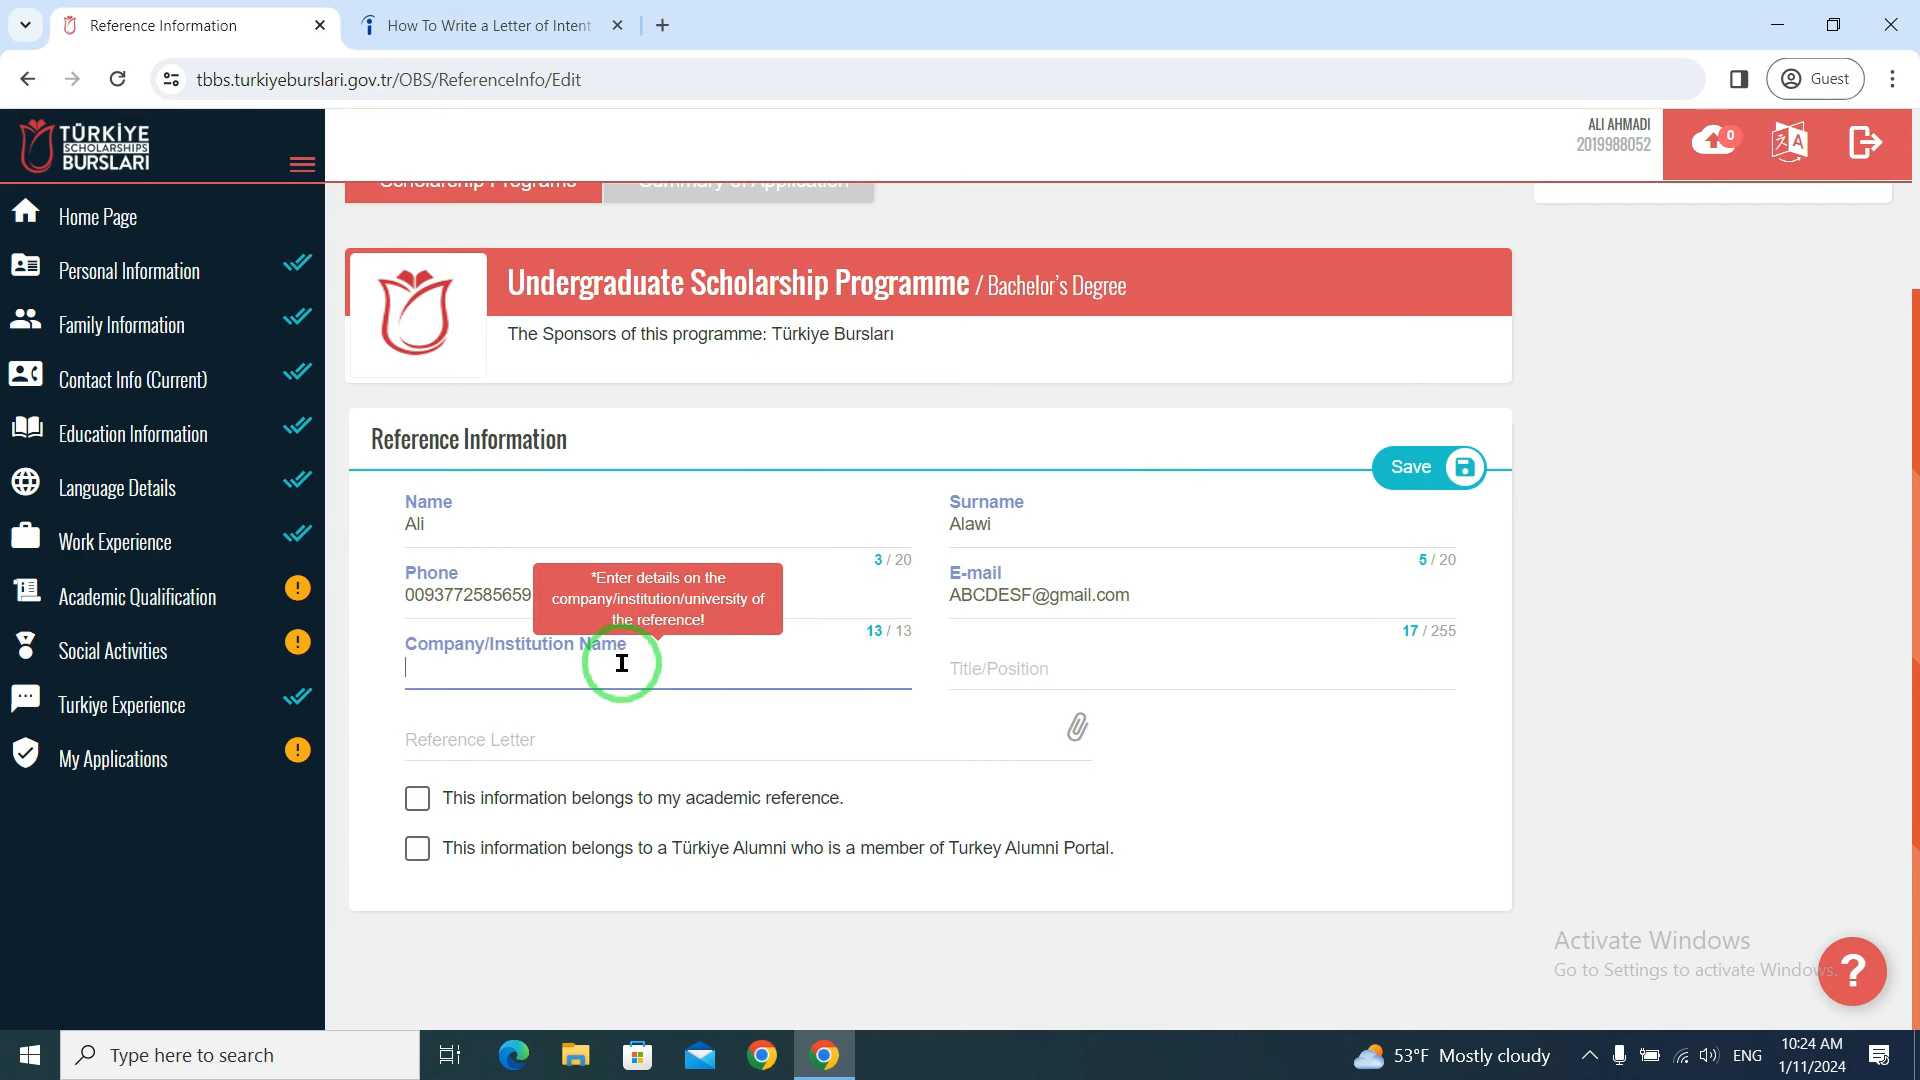 Reference Information
How To Write a Letter of Intent
tbbs.turkiyeburslari.gov.tr/OBS/ReferenceInfo/Edit
Guest
TÜRKİYE
SCHOLARSHIPS
BURSLARI
ALI AHMADI
2019988052
0
Home Page
Personal Information
Family Information
Contact Info (Current)
Education Information
Language Details
Work Experience
Academic Qualification
Social Activities
Turkiye Experience
My Applications
Scholarship Programs
Summary of Application
Undergraduate Scholarship Programme / Bachelor's Degree
The Sponsors of this programme: Türkiye Bursları
Reference Information
Save
Name
Ali
3 / 20
Surname
Alawi
5 / 20
Phone
0093772585659
13 / 13
E-mail
ABCDESF@gmail.com
17 / 255
*Enter details on the
company/institution/university of
the reference!
Company/Institution Name
Title/Position
Reference Letter
This information belongs to my academic reference.
This information belongs to a Türkiye Alumni who is a member of Turkey Alumni Portal.
Activate Windows
Go to Settings to activate Windows.
?
Type here to search
53°F Mostly cloudy
ENG
10:24 AM
1/11/2024